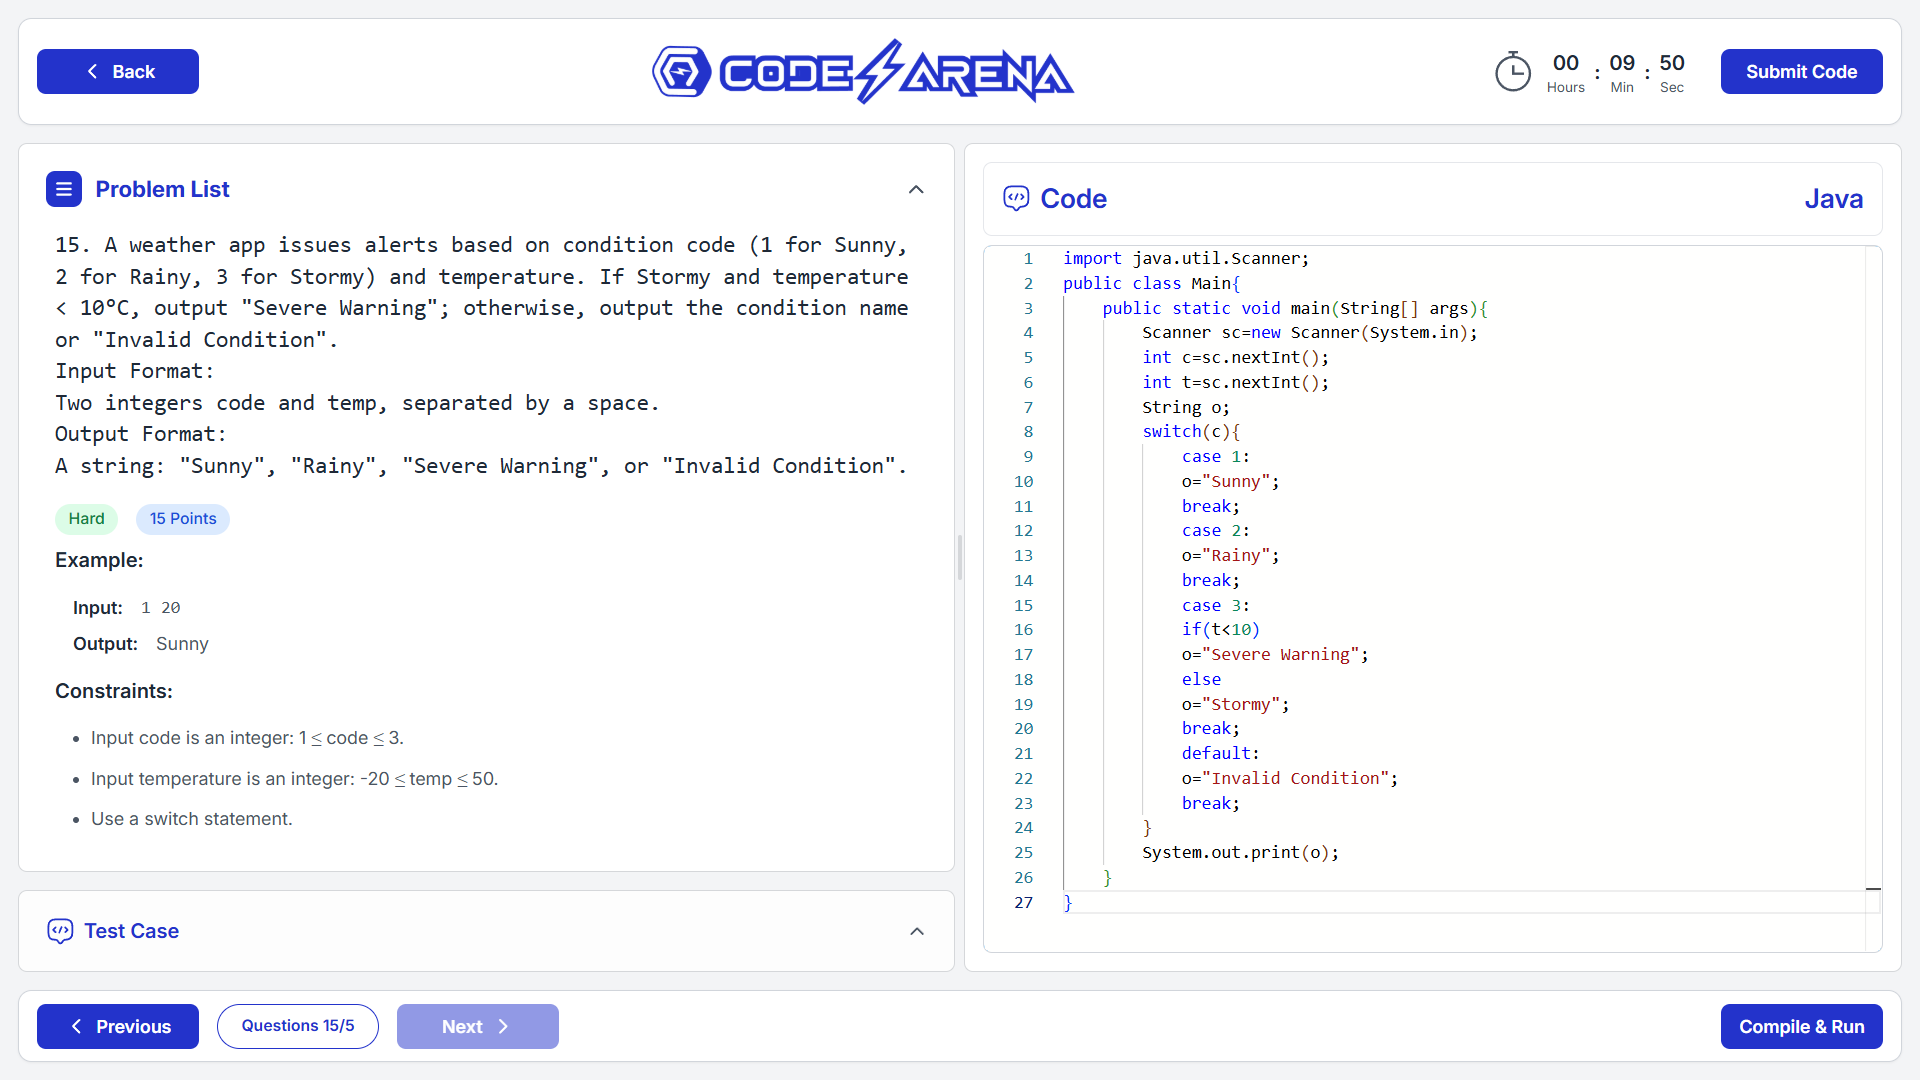 Back
CODE ARENA
00 : 09 : 50
Hours Min Sec
Submit Code
Problem List
15. A weather app issues alerts based on condition code (1 for Sunny,
2 for Rainy, 3 for Stormy) and temperature. If Stormy and temperature
< 10°C, output "Severe Warning"; otherwise, output the condition name
or "Invalid Condition".
Input Format:
Two integers code and temp, separated by a space.
Output Format:
A string: "Sunny", "Rainy", "Severe Warning", or "Invalid Condition".
Hard 15 Points
Example:
Input: 1 20
Output: Sunny
Constraints:
• Input code is an integer: 1 ≤ code ≤ 3.
• Input temperature is an integer: -20 ≤ temp ≤ 50.
• Use a switch statement.
Test Case
Code Java
1 import java.util.Scanner;
2 public class Main{
3 public static void main(String[] args){
4 Scanner sc=new Scanner(System.in);
5 int c=sc.nextInt();
6 int t=sc.nextInt();
7 String o;
8 switch(c){
9 case 1:
10 o="Sunny";
11 break;
12 case 2:
13 o="Rainy";
14 break;
15 case 3:
16 if(t<10)
17 o="Severe Warning";
18 else
19 o="Stormy";
20 break;
21 default:
22 o="Invalid Condition";
23 break;
24 }
25 System.out.print(o);
26 }
27 }
Previous
Questions 15/5
Next
Compile & Run